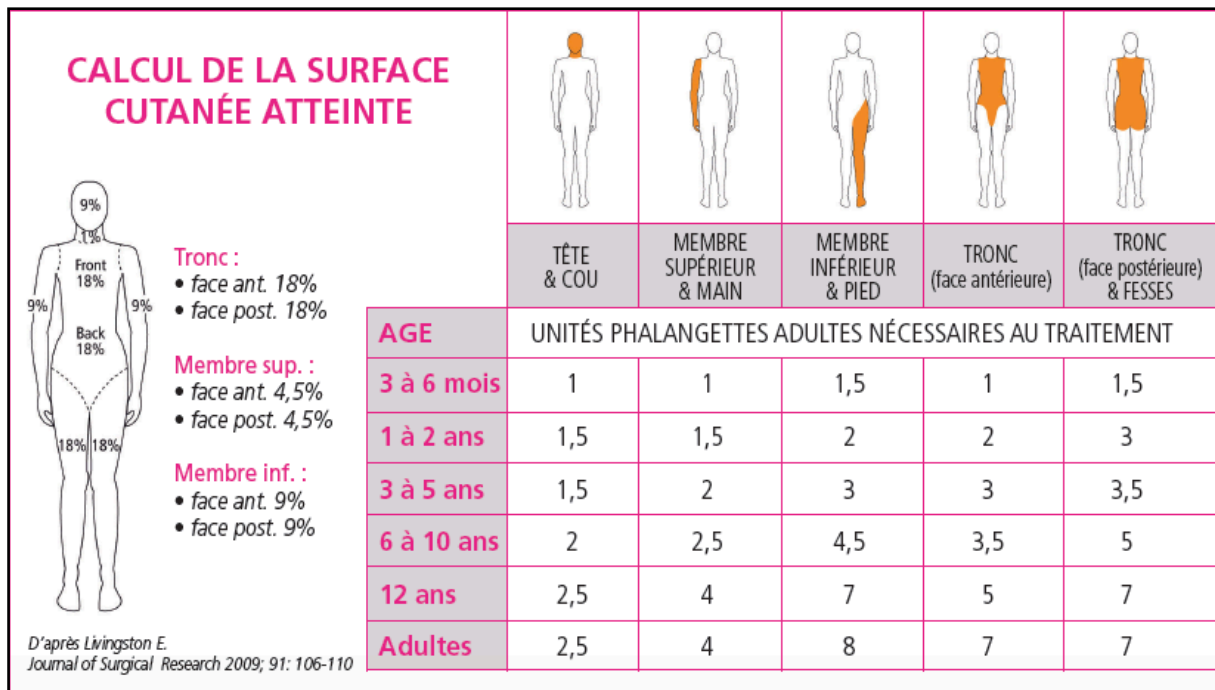 CALCUL DE LA SURFACE
CUTANÉE ATTEINTE
9%
1%
Front
18%
9%
9%
Back
18%
18%
18%
Tronc :
• face ant. 18%
• face post. 18%
Membre sup. :
• face ant. 4,5%
• face post. 4,5%
Membre inf. :
• face ant. 9%
• face post. 9%
D'après Livingston E.
Journal of Surgical Research 2009; 91: 106-110
TÊTE
& COU
MEMBRE
SUPÉRIEUR
& MAIN
MEMBRE
INFÉRIEUR
& PIED
TRONC
(face antérieure)
TRONC
(face postérieure)
& FESSES
AGE UNITÉS PHALANGETTES ADULTES NÉCESSAIRES AU TRAITEMENT
3 à 6 mois 1 1 1,5 1 1,5
1 à 2 ans 1,5 1,5 2 2 3
3 à 5 ans 1,5 2 3 3 3,5
6 à 10 ans 2 2,5 4,5 3,5 5
12 ans 2,5 4 7 5 7
Adultes 2,5 4 8 7 7